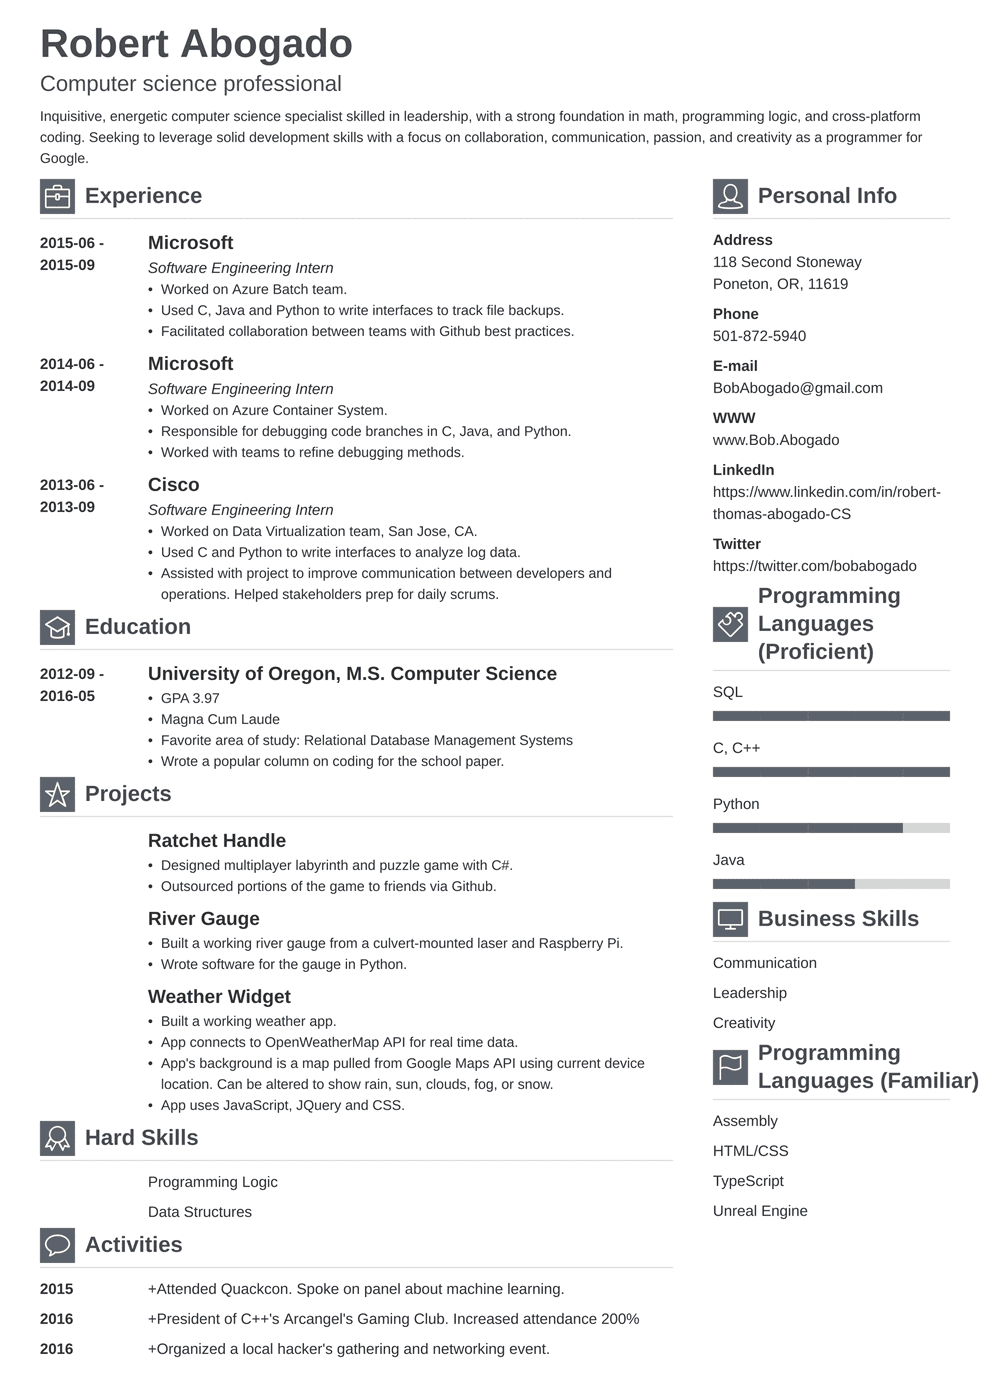 Robert Abogado
Computer science professional
Inquisitive, energetic computer science specialist skilled in leadership, with a strong foundation in math, programming logic, and cross-platform
coding. Seeking to leverage solid development skills with a focus on collaboration, communication, passion, and creativity as a programmer for
Google.
Experience
2015-06 -
2015-09
Microsoft
Software Engineering Intern
• Worked on Azure Batch team.
• Used C, Java and Python to write interfaces to track file backups.
• Facilitated collaboration between teams with Github best practices.
2014-06 -
2014-09
Microsoft
Software Engineering Intern
• Worked on Azure Container System.
• Responsible for debugging code branches in C, Java, and Python.
• Worked with teams to refine debugging methods.
2013-06 -
2013-09
Cisco
Software Engineering Intern
• Worked on Data Virtualization team, San Jose, CA.
• Used C and Python to write interfaces to analyze log data.
• Assisted with project to improve communication between developers and
operations. Helped stakeholders prep for daily scrums.
Education
2012-09 -
2016-05
University of Oregon, M.S. Computer Science
• GPA 3.97
• Magna Cum Laude
• Favorite area of study: Relational Database Management Systems
• Wrote a popular column on coding for the school paper.
Projects
Ratchet Handle
• Designed multiplayer labyrinth and puzzle game with C#.
• Outsourced portions of the game to friends via Github.
River Gauge
• Built a working river gauge from a culvert-mounted laser and Raspberry Pi.
• Wrote software for the gauge in Python.
Weather Widget
• Built a working weather app.
• App connects to OpenWeatherMap API for real time data.
• App's background is a map pulled from Google Maps API using current device
location. Can be altered to show rain, sun, clouds, fog, or snow.
• App uses JavaScript, JQuery and CSS.
Hard Skills
Programming Logic
Data Structures
Activities
2015
+Attended Quackcon. Spoke on panel about machine learning.
2016
+President of C++'s Arcangel's Gaming Club. Increased attendance 200%
2016
+Organized a local hacker's gathering and networking event.
Personal Info
Address
118 Second Stoneway
Poneton, OR, 11619
Phone
501-872-5940
E-mail
BobAbogado@gmail.com
WWW
www.Bob.Abogado
LinkedIn
https://www.linkedin.com/in/robert-
thomas-abogado-CS
Twitter
https://twitter.com/bobabogado
Programming
Languages
(Proficient)
SQL
C, C++
Python
Java
Business Skills
Communication
Leadership
Creativity
Programming
Languages (Familiar)
Assembly
HTML/CSS
TypeScript
Unreal Engine